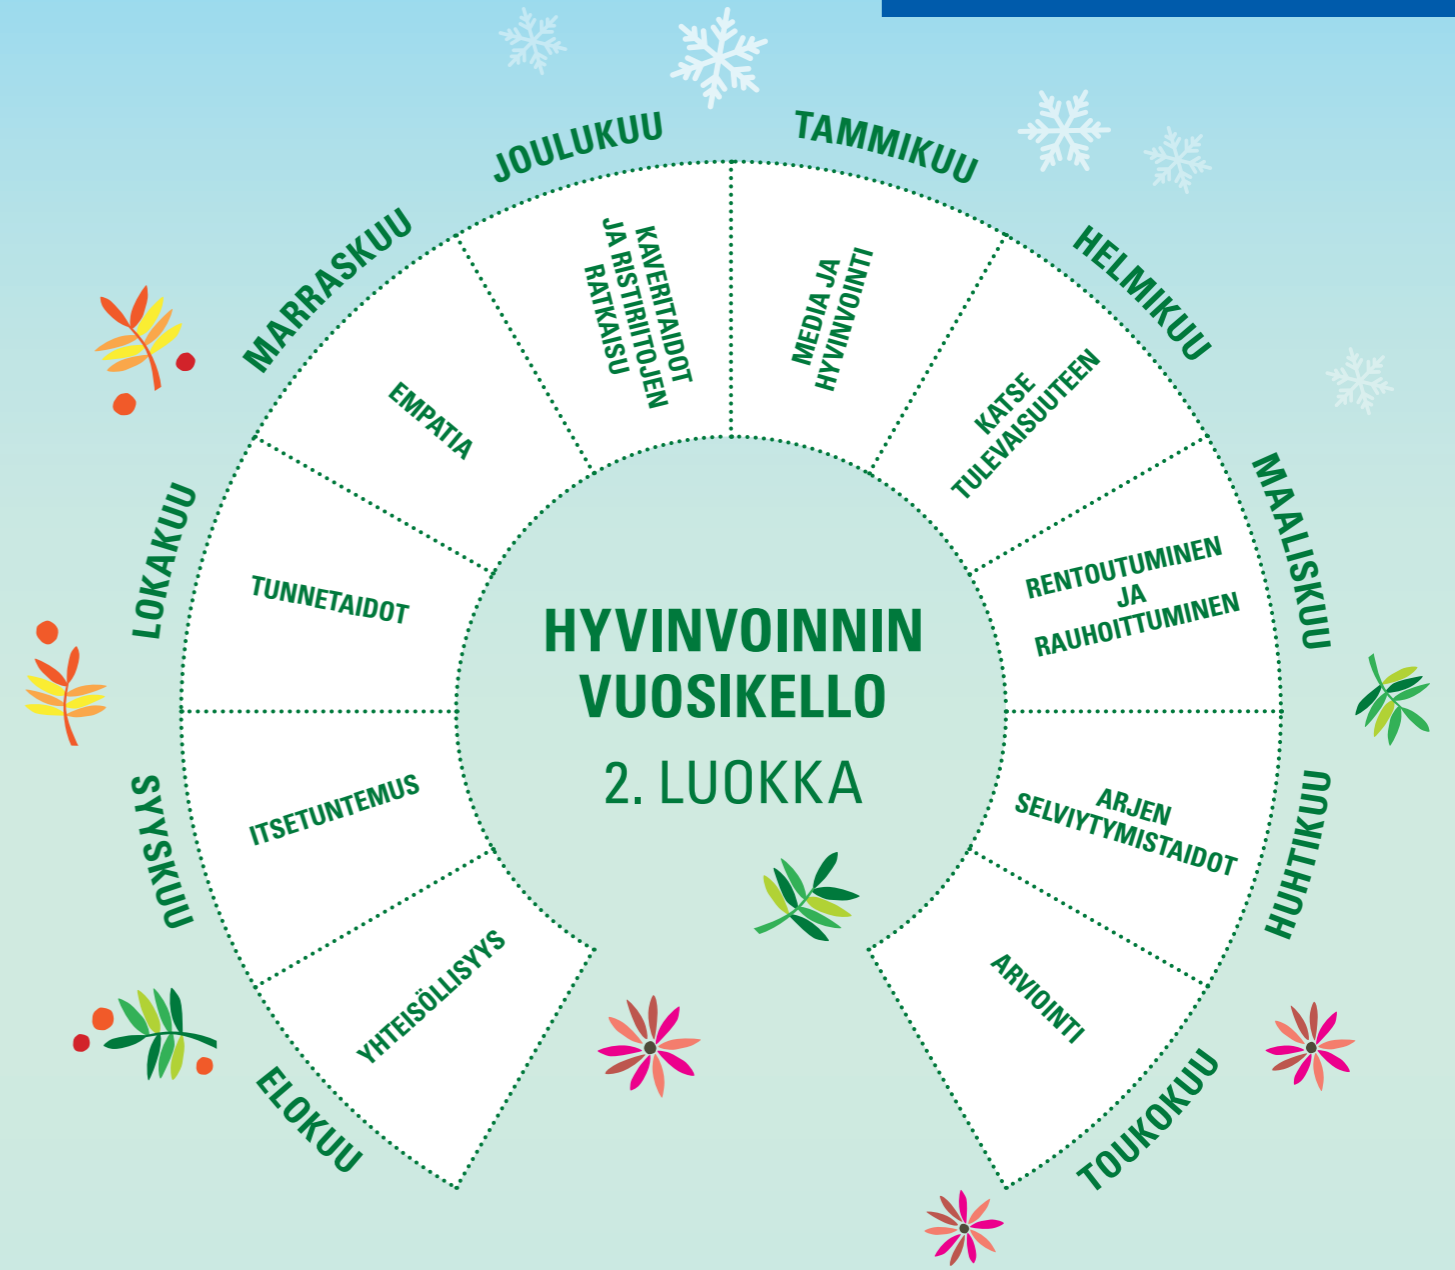 HYVINVOINNIN
VUOSIKELLO
2. LUOKKA
ELOKUU
YHTEISÖLLISYYS
SYYSKUU
ITSETUNTEMUS
LOKAKUU
TUNNETAIDOT
MARRASKUU
EMPATIA
JOULUKUU
KAVERITAIDOT
JA RISTIRIITOJEN
RATKAISU
TAMMIKUU
MEDIA JA
HYVINVOINTI
HELMIKUU
KATSE
TULEVAISUUTEEN
MAALISKUU
RENTOUTUMINEN
JA
RAUHOITTUMINEN
HUHTIKUU
ARJEN
SELVIYTYMISTAIDOT
TOUKOKUU
ARVIOINTI